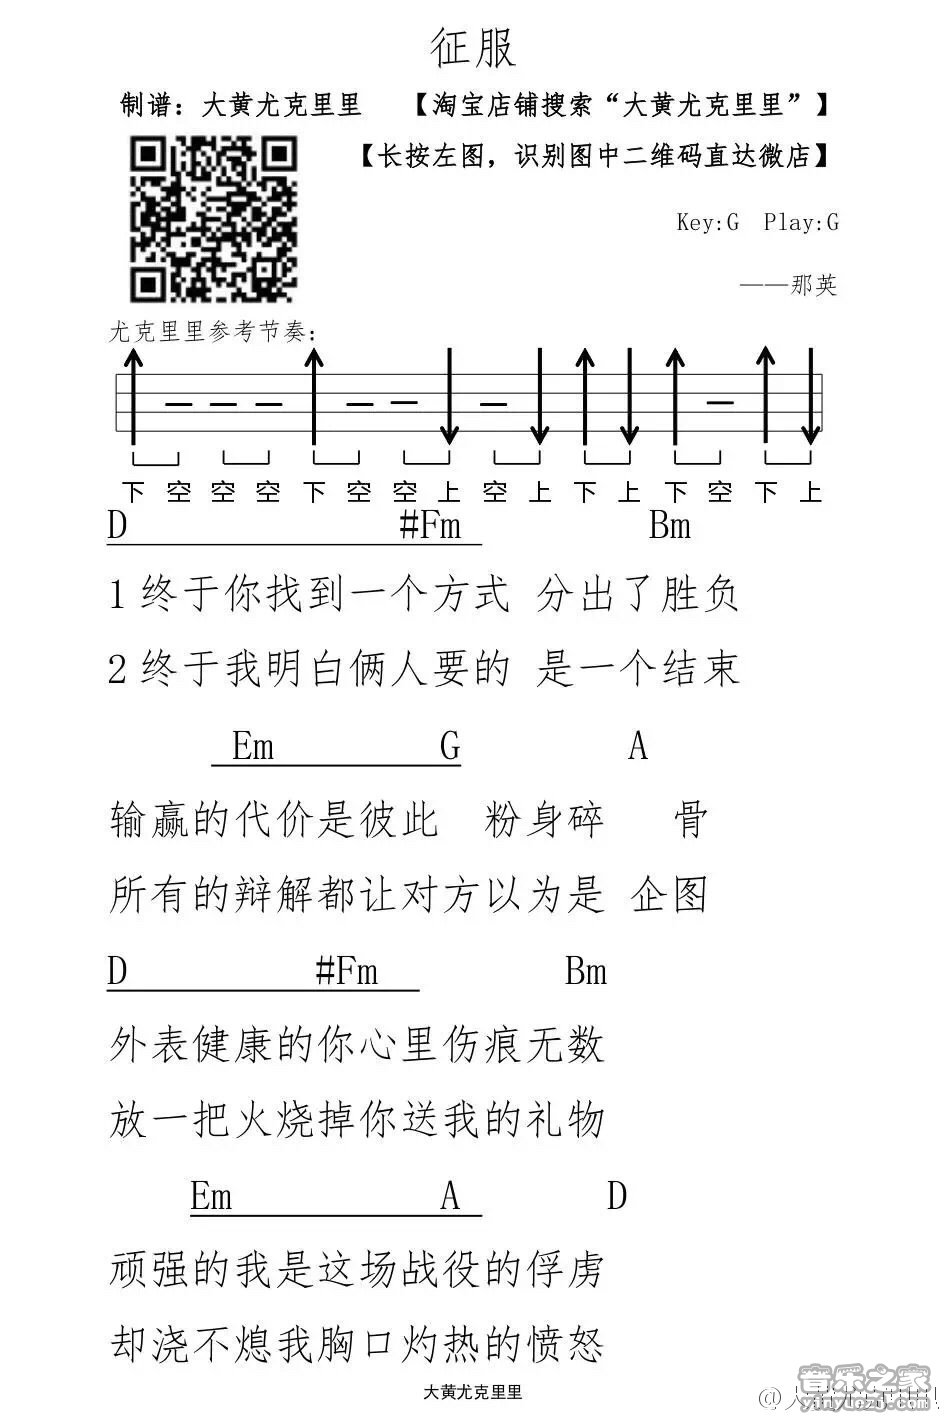 征服
制谱：大黄尤克里里 【淘宝店铺搜索“大黄尤克里里”】
【长按左图，识别图中二维码直达微店】
Key:G Play:G
——那英
尤克里里参考节奏：
下 空 空 空 下 空 空 上 空 上 下 上 下 空 下 上
D #Fm Bm
1 终于你找到一个方式 分出了胜负
2 终于我明白俩人要的 是一个结束
Em G A
输赢的代价是彼此 粉身碎 骨
所有的辩解都让对方以为是 企图
D #Fm Bm
外表健康的你心里伤痕无数
放一把火烧掉你送我的礼物
Em A D
顽强的我是这场战役的俘虏
却浇不熄我胸口灼热的愤怒
大黄尤克里里
音乐之家
yinyuezj.com